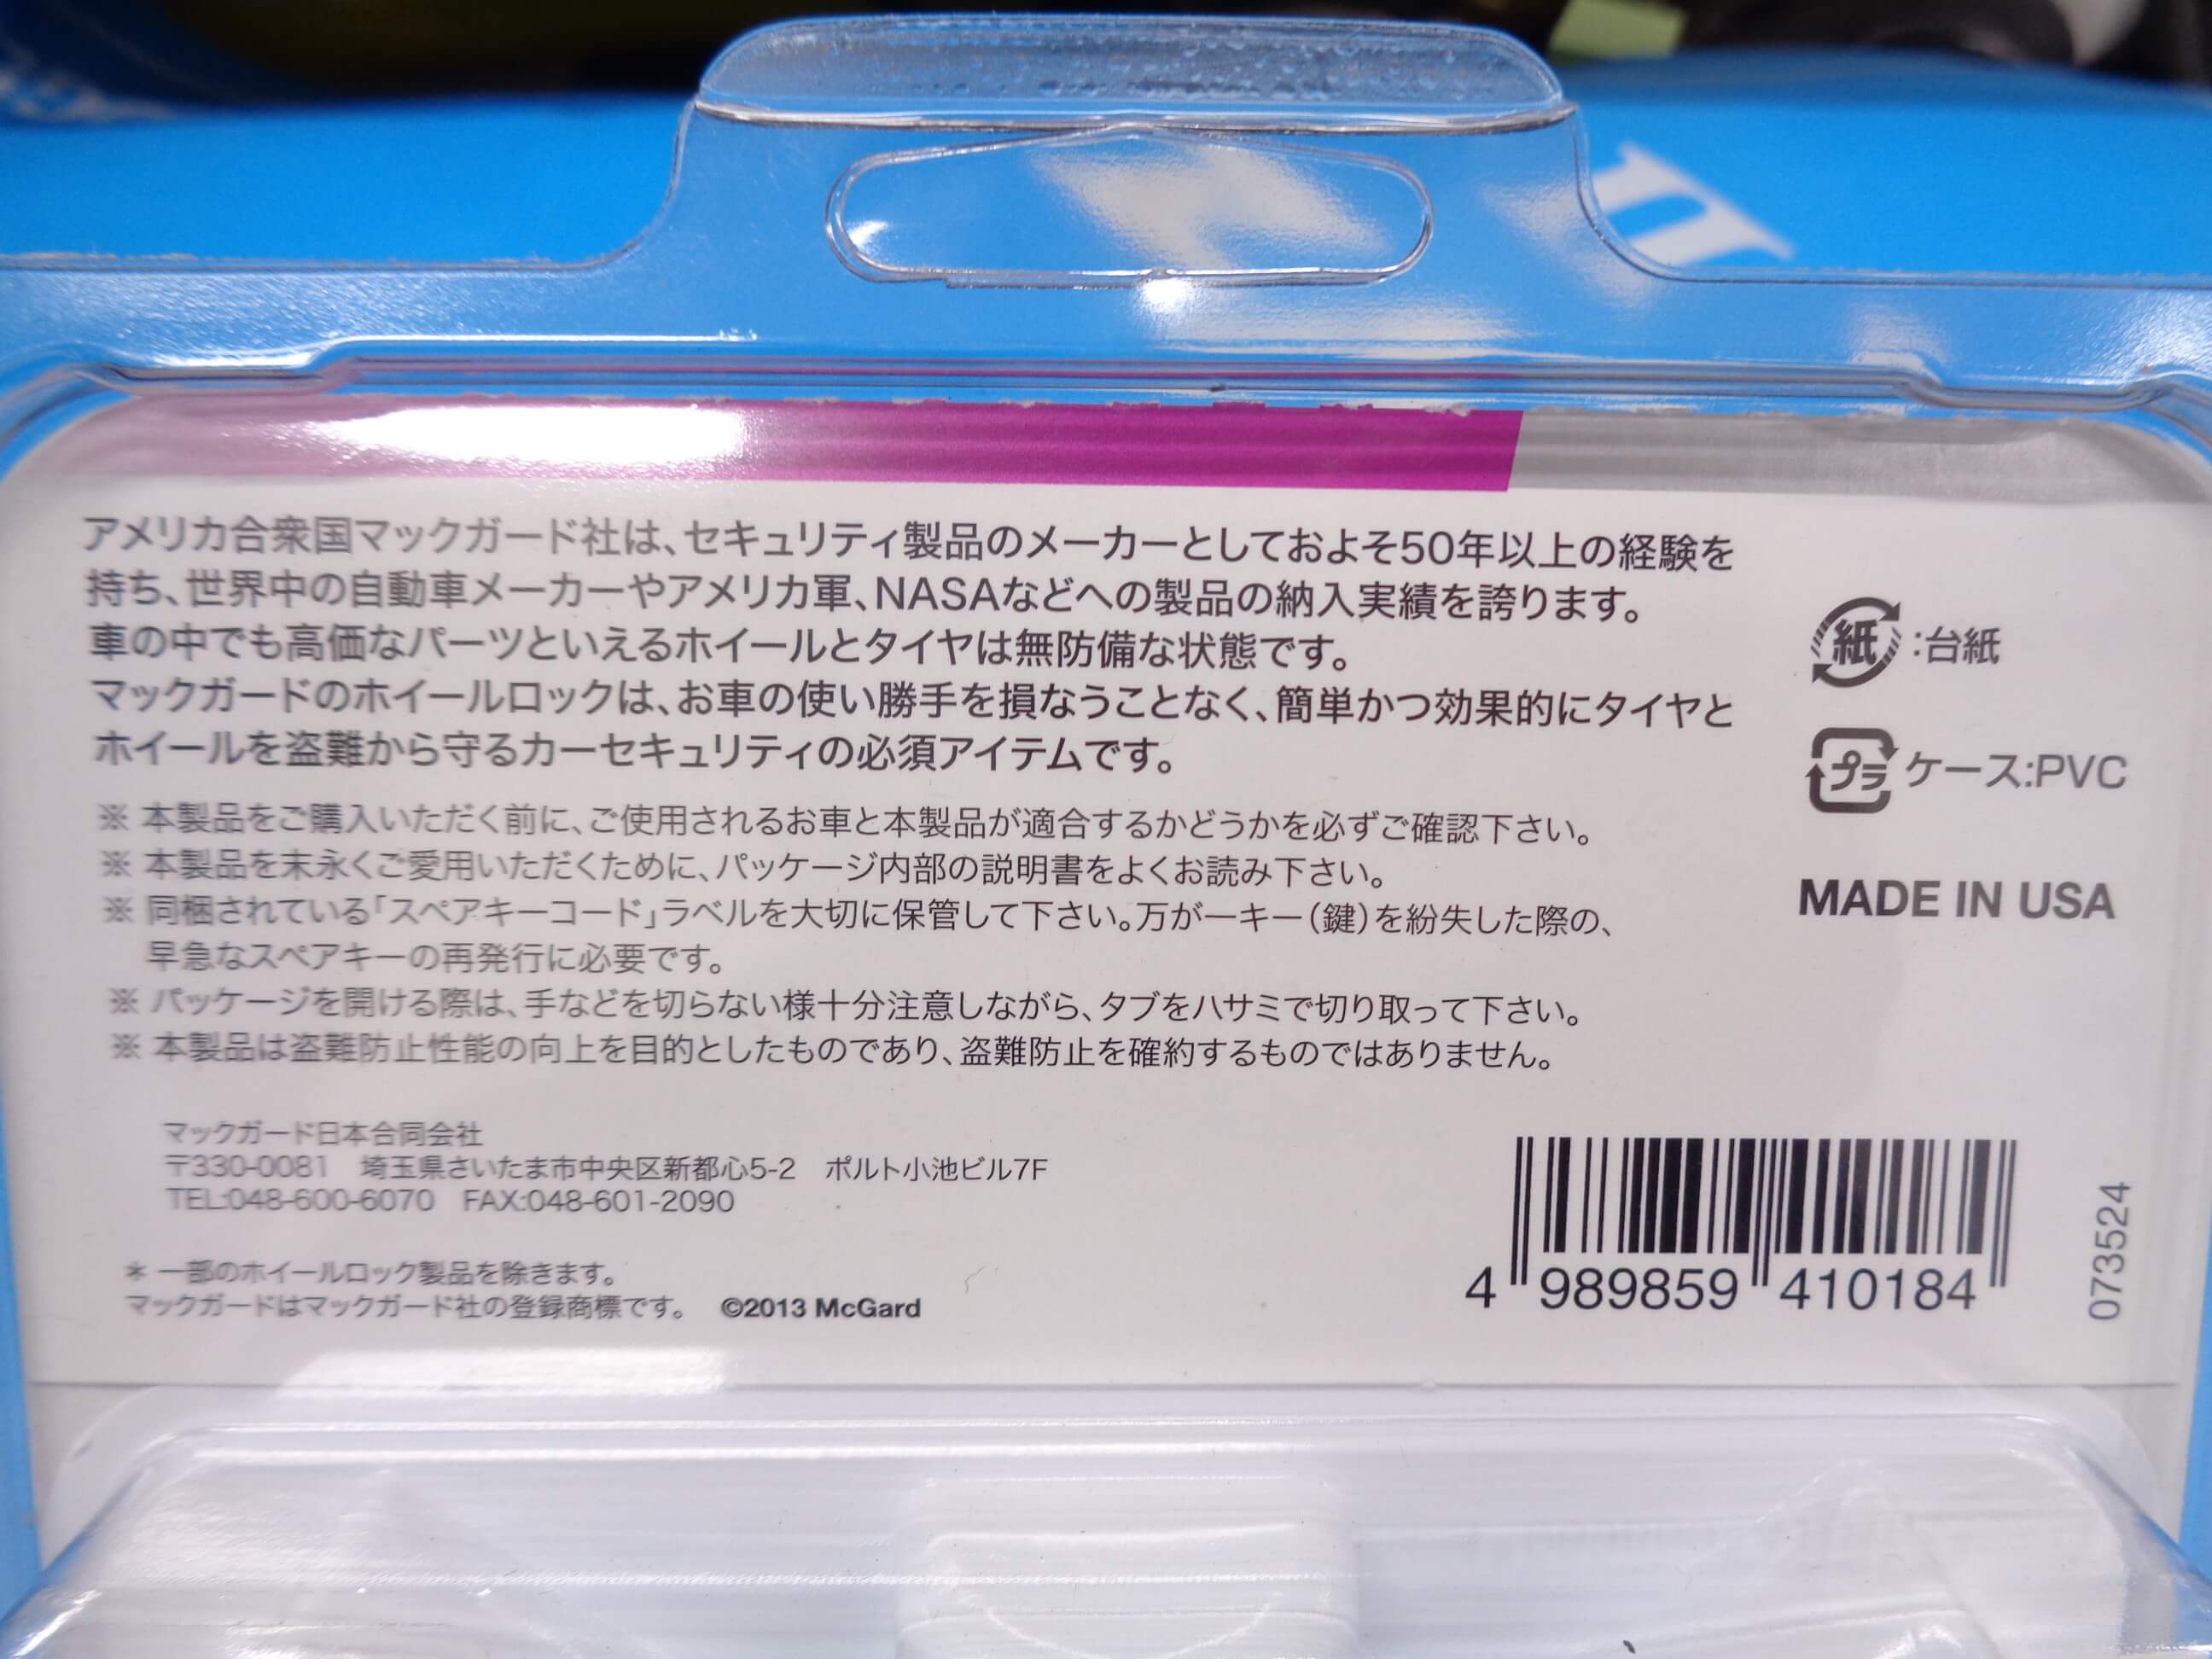 アメリカ合衆国マックガード社は、セキュリティ製品のメーカーとしておよそ50年以上の経験を
持ち、世界中の自動車メーカーやアメリカ軍、NASAなどへの製品の納入実績を誇ります。
車の中でも高価なパーツといえるホイールとタイヤは無防備な状態です。
マックガードのホイールロックは、お車の使い勝手を損なうことなく、簡単かつ効果的にタイヤと
ホイールを盗難から守るカーセキュリティの必須アイテムです。
※ 本製品をご購入いただく前に、ご使用されるお車と本製品が適合するかどうかを必ずご確認下さい。
※ 本製品を末永くご愛用いただくために、パッケージ内部の説明書をよくお読み下さい。
※ 同梱されている「スペアキーコード」ラベルを大切に保管して下さい。万が一キー(鍵)を紛失した際の、
早急なスペアキーの再発行に必要です。
※ パッケージを開ける際は、手などを切らない様十分注意しながら、タブをハサミで切り取って下さい。
※ 本製品は盗難防止性能の向上を目的としたものであり、盗難防止を確約するものではありません。
紙:台紙
プラ ケース:PVC
MADE IN USA
マックガード日本合同会社
〒330-0081 埼玉県さいたま市中央区新都心5-2 ポルト小池ビル7F
TEL:048-600-6070 FAX:048-601-2090
＊ 一部のホイールロック製品を除きます。
マックガードはマックガード社の登録商標です。 ©2013 McGard
4 989859 410184
073524